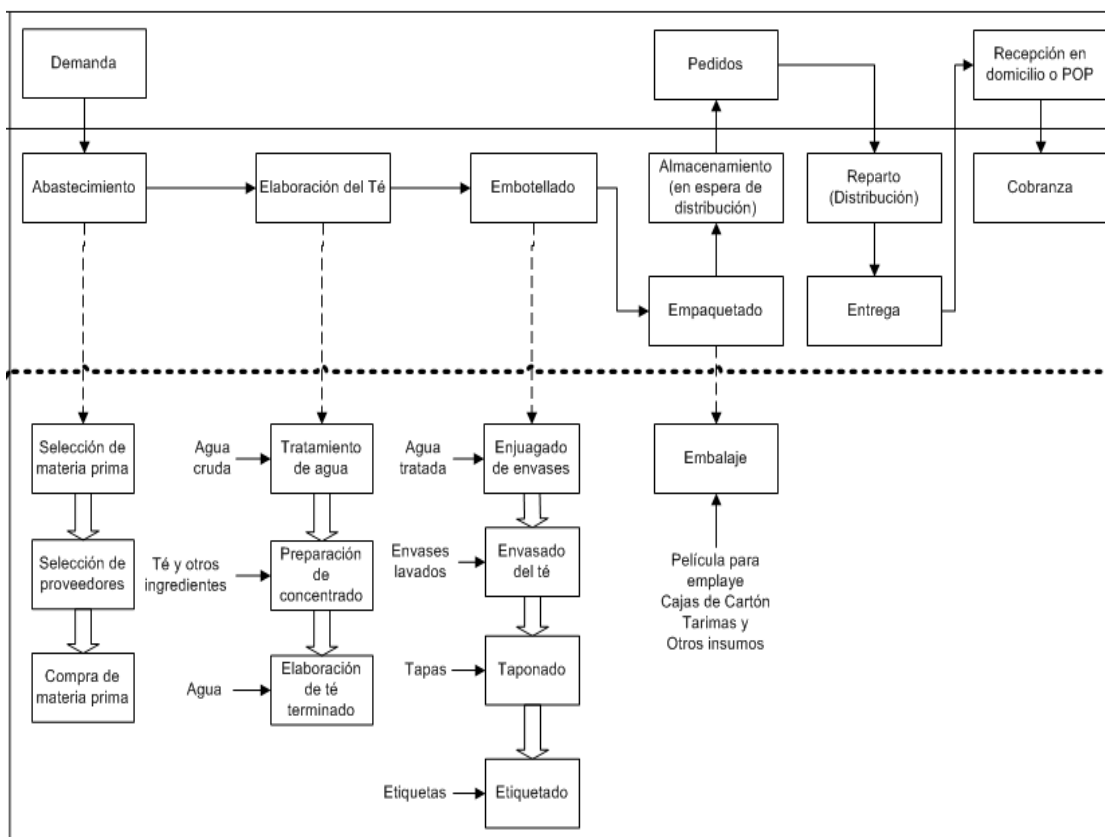 Demanda
Pedidos
Recepción en
domicilio o POP
Abastecimiento
Elaboración del Té
Embotellado
Almacenamiento
(en espera de
distribución)
Reparto
(Distribución)
Cobranza
Empaquetado
Entrega
Selección de
materia prima
Agua
cruda
Tratamiento
de agua
Agua
tratada
Enjuagado
de envases
Embalaje
Selección de
proveedores
Té y otros
ingredientes
Preparación
de
concentrado
Envases
lavados
Envasado
del té
Película para
emplaye
Cajas de Cartón
Tarimas y
Otros insumos
Compra de
materia prima
Agua
Elaboración
de té
terminado
Tapas
Taponado
Etiquetas
Etiquetado